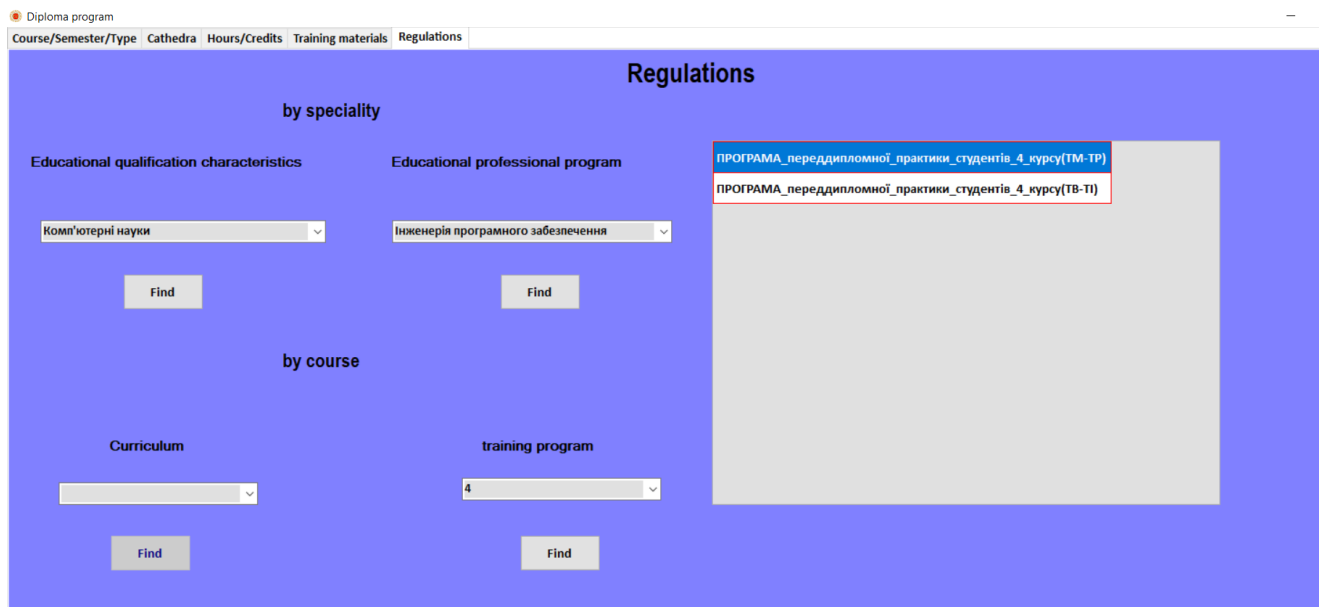 Diploma program
Course/Semester/Type Cathedra Hours/Credits Training materials Regulations
Regulations
by speciality
Educational qualification characteristics
Educational professional program
Комп'ютерні науки
Інженерія програмного забезпечення
Find
Find
by course
Curriculum
training program
4
Find
Find
ПРОГРАМА_переддипломної_практики_студентів_4_курсу(ТМ-ТР)
ПРОГРАМА_переддипломної_практики_студентів_4_курсу(ТВ-ТІ)